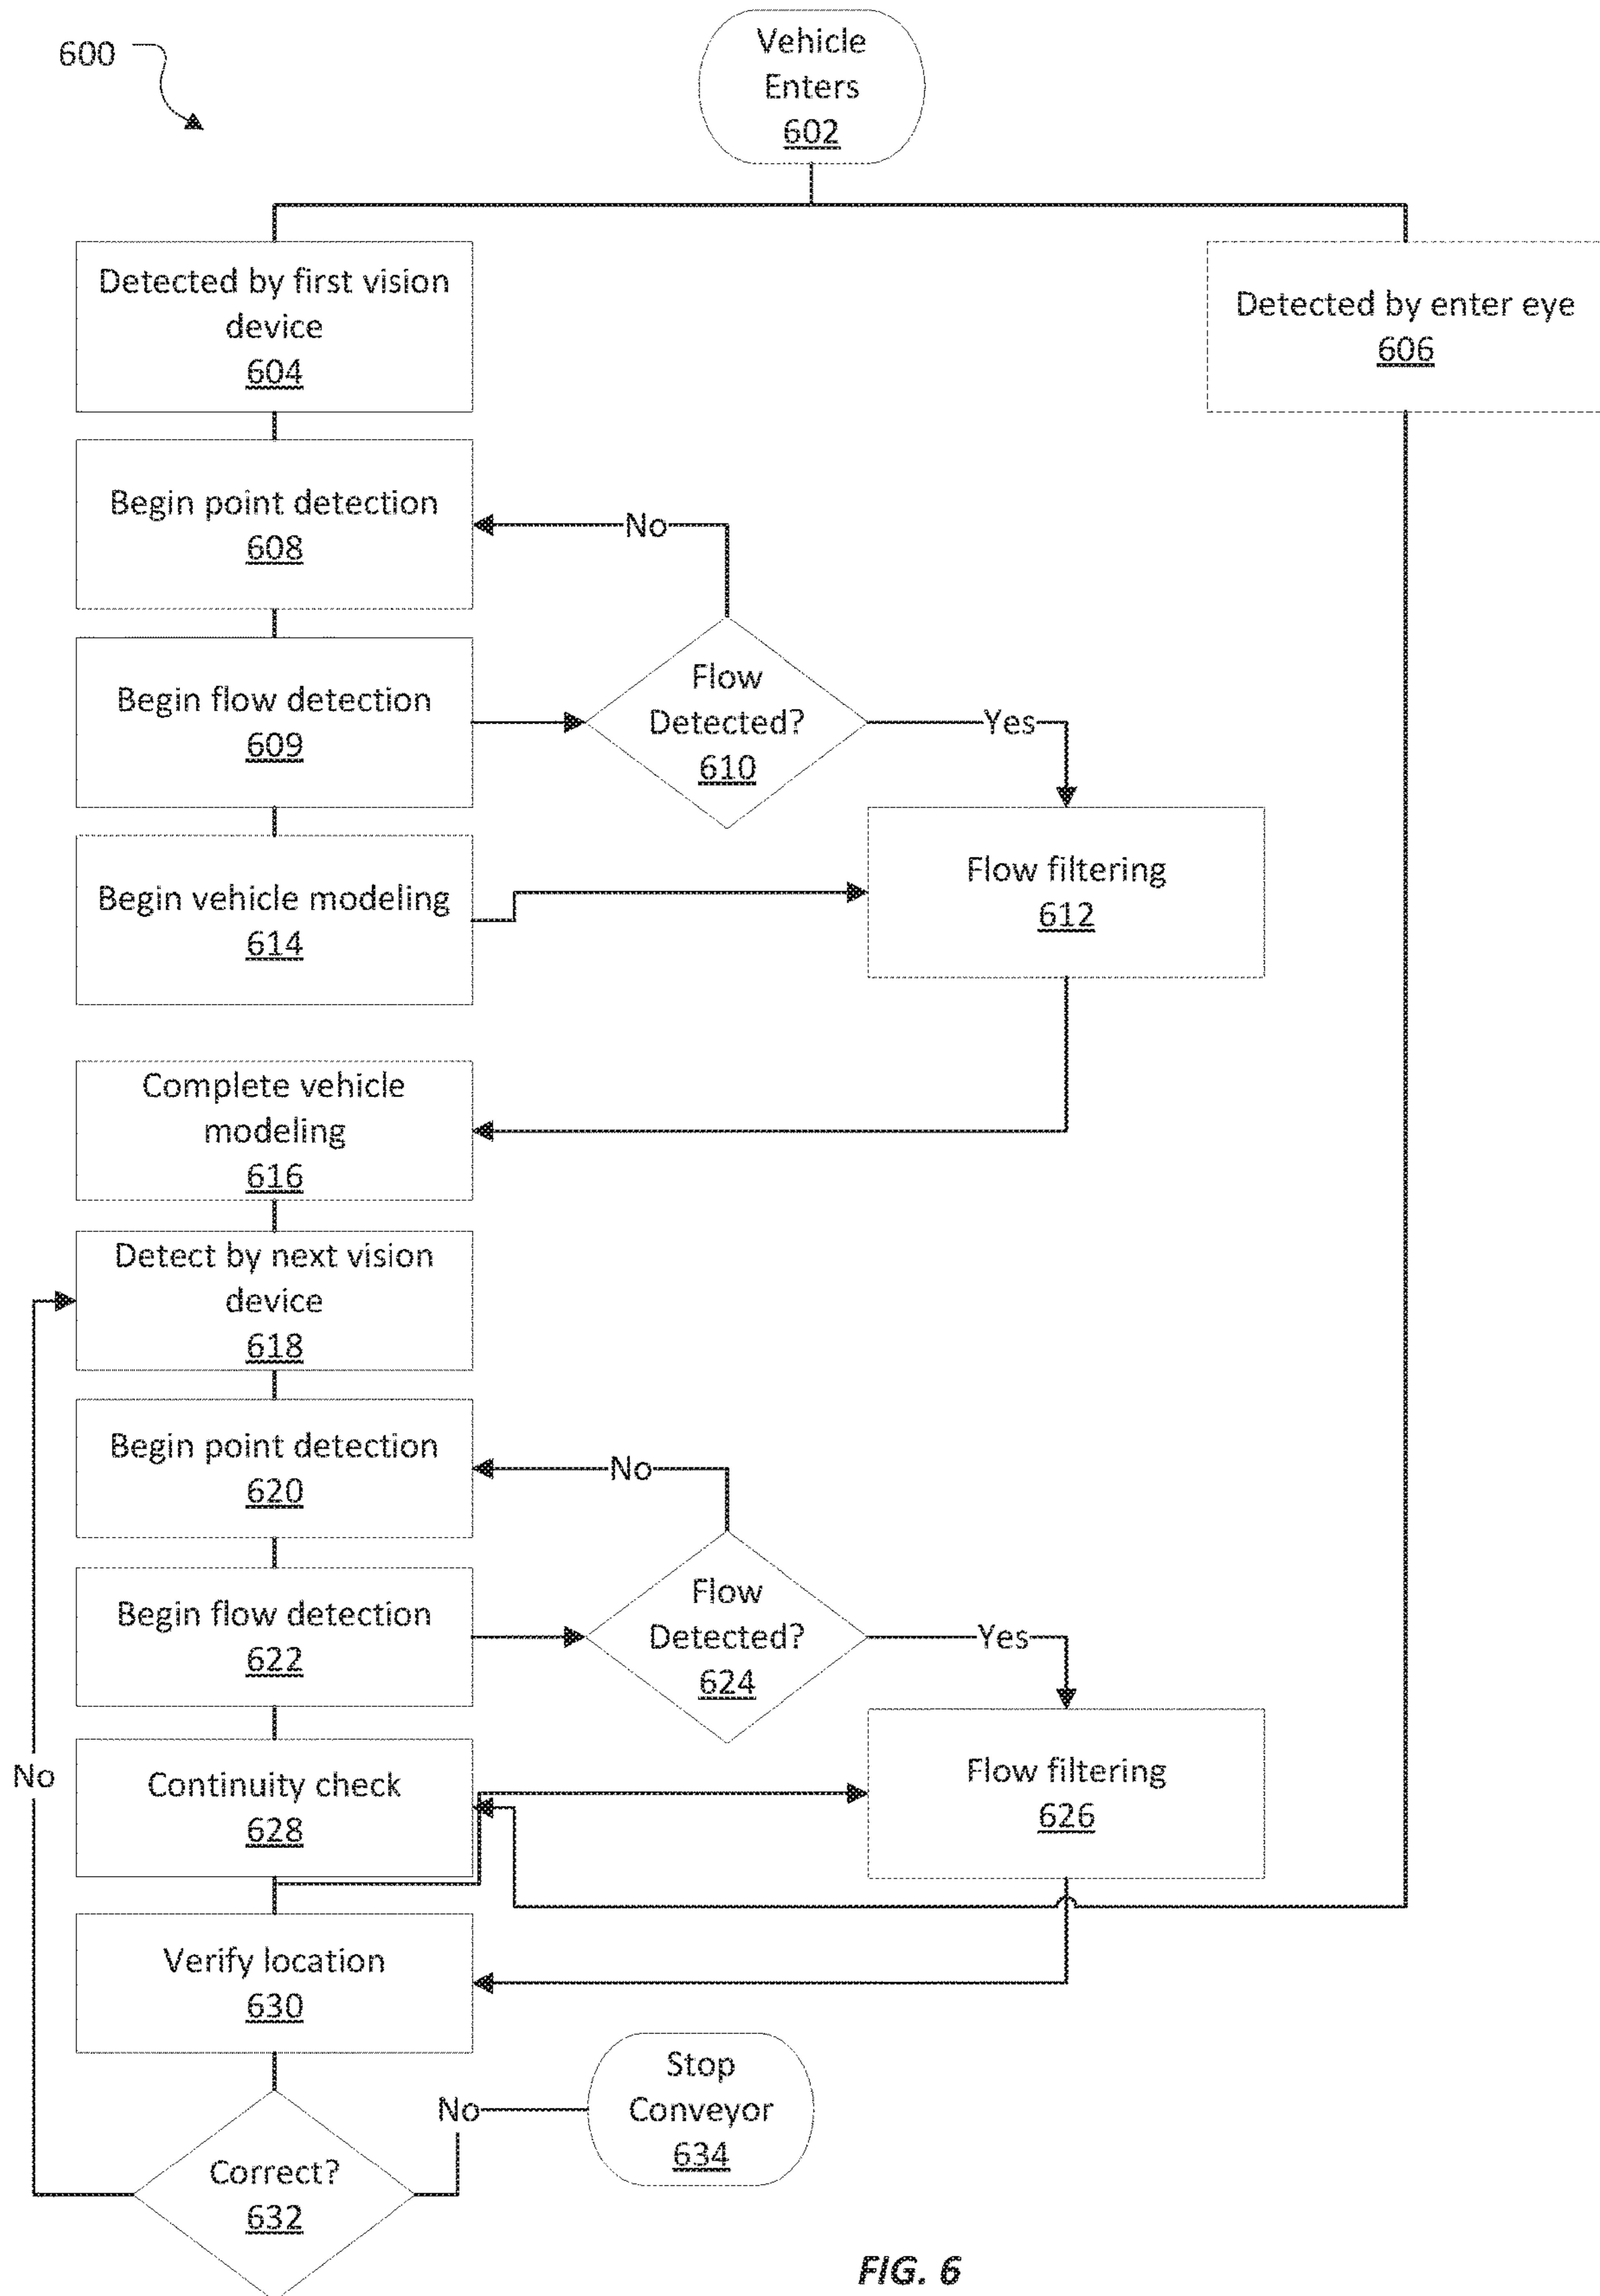 600
Vehicle
Enters
602
Detected by first vision
device
604
Detected by enter eye
606
Begin point detection
608
No
Begin flow detection
609
Flow
Detected?
610
Yes
Begin vehicle modeling
614
Flow filtering
612
Complete vehicle
modeling
616
Detect by next vision
device
618
Begin point detection
620
No
Begin flow detection
622
Flow
Detected?
624
Yes
No
Continuity check
628
Flow filtering
626
Verify location
630
Stop
Conveyor
634
No
Correct?
632
FIG. 6